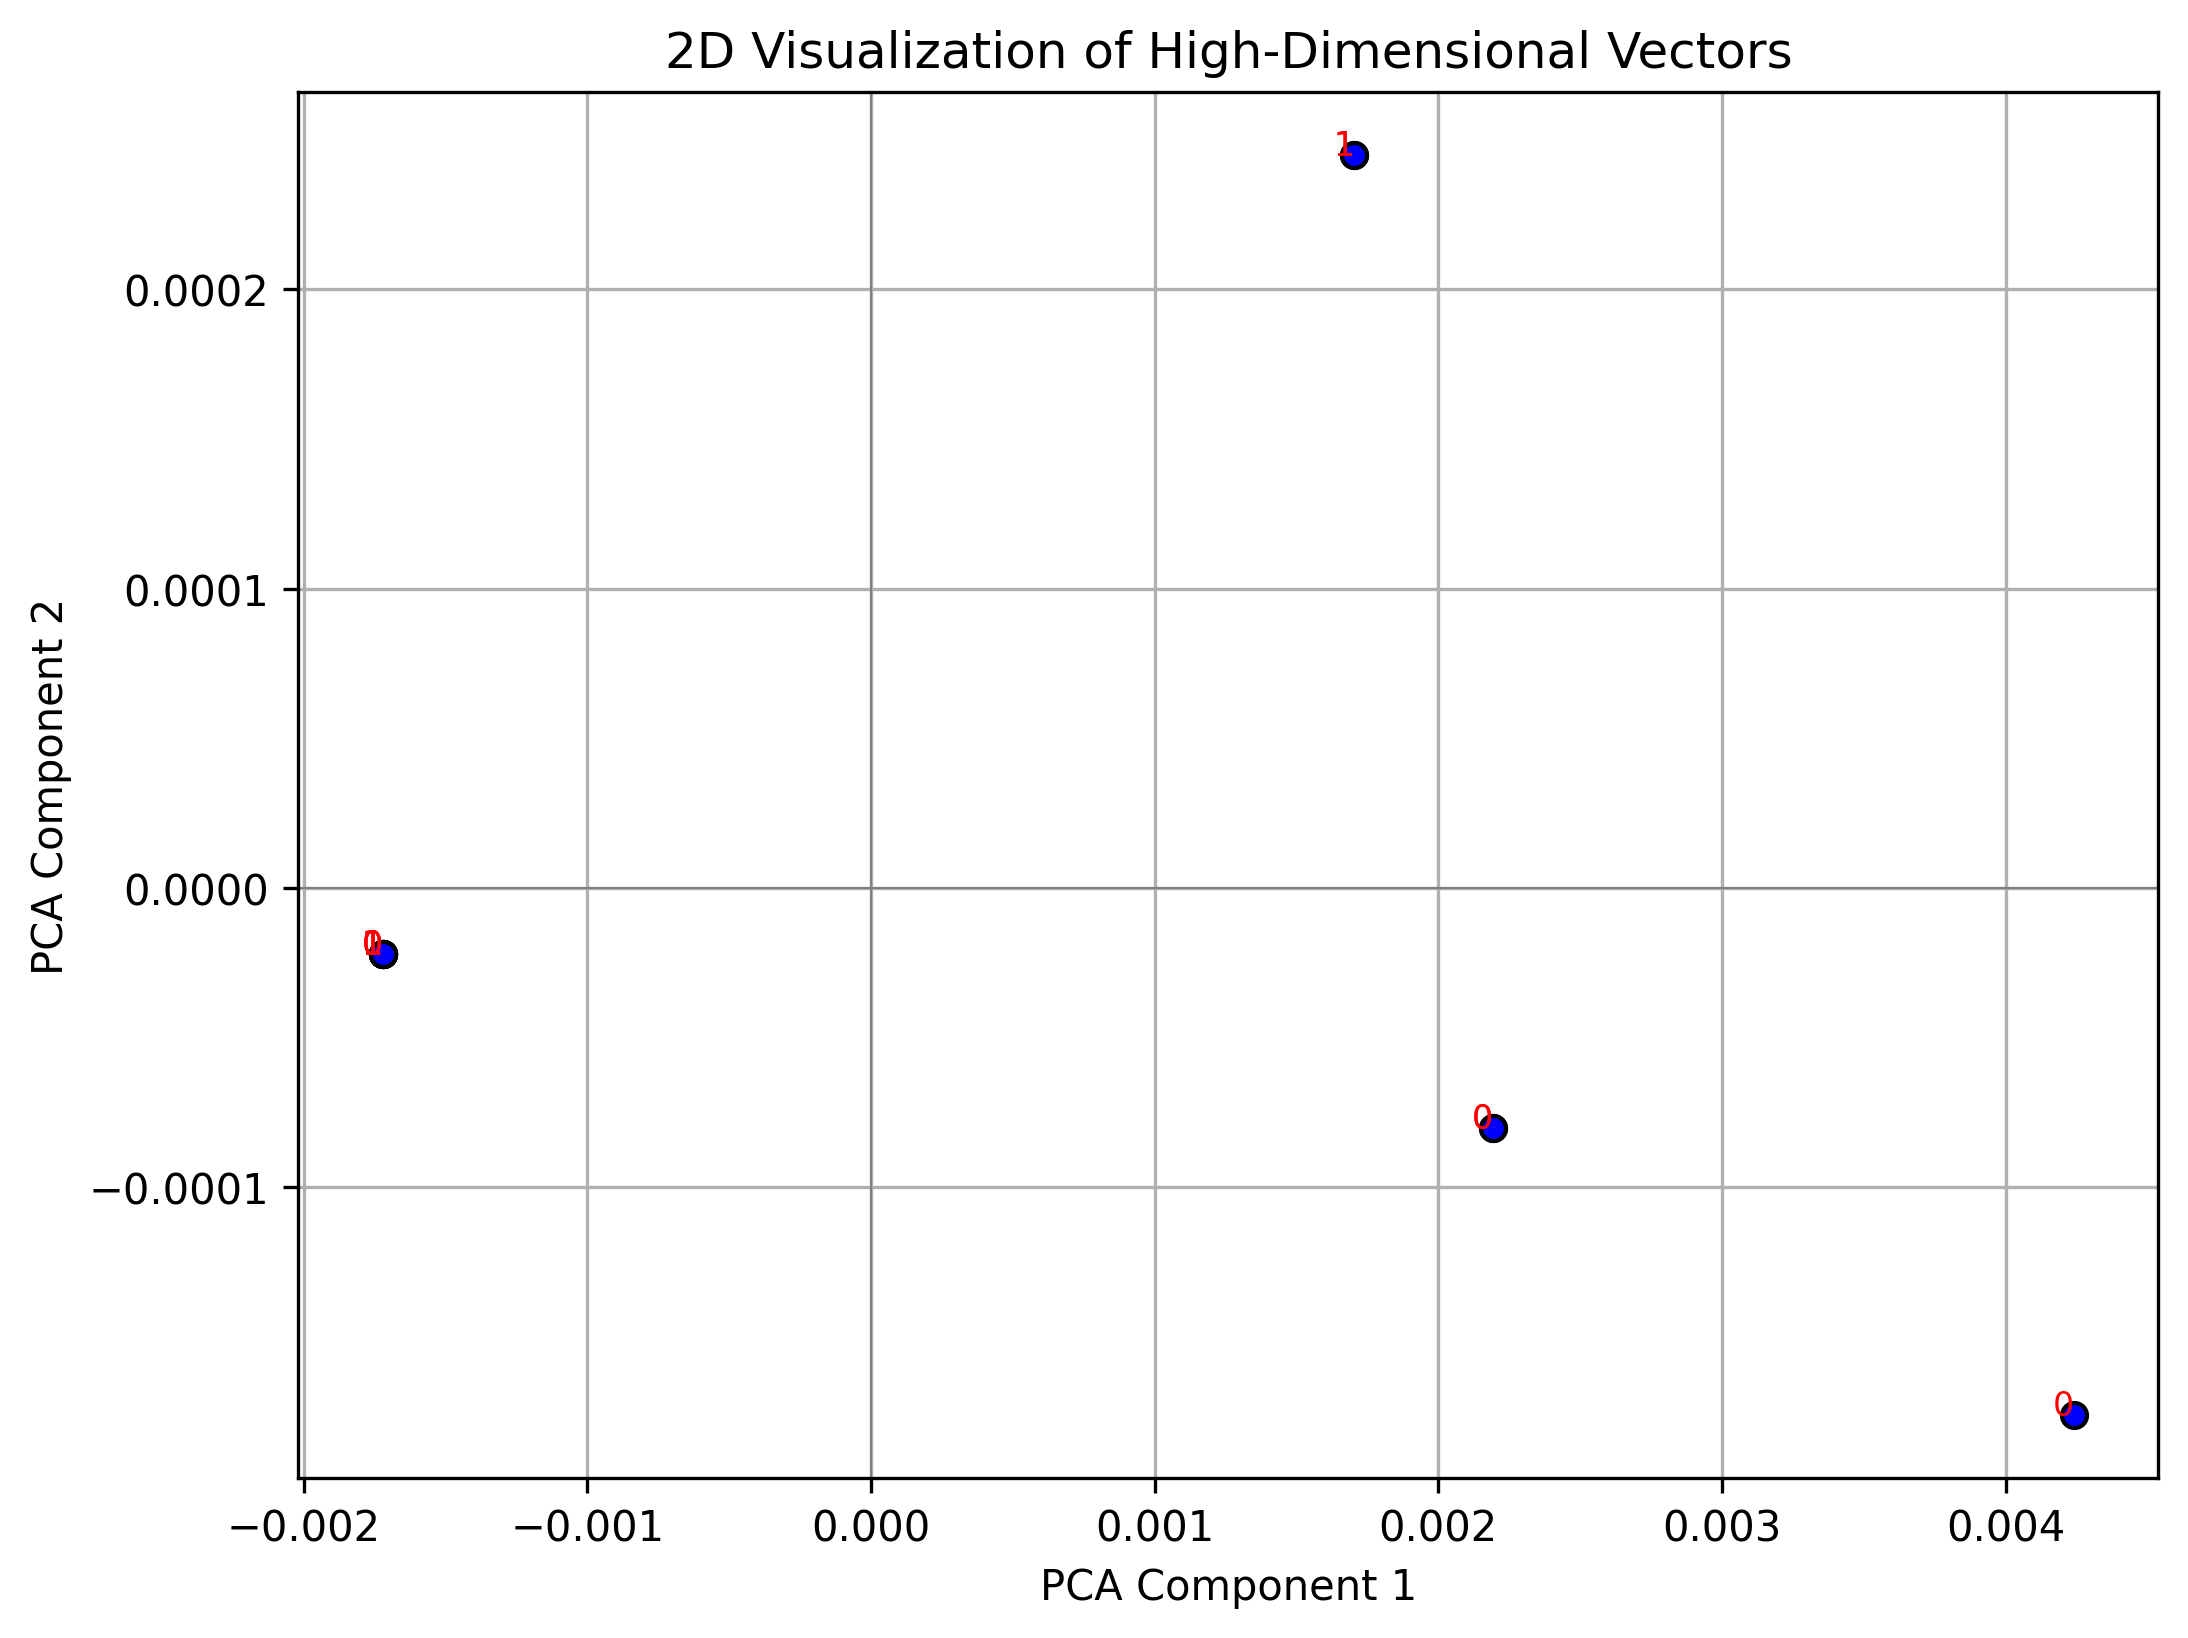 2D Visualization of High-Dimensional Vectors
1
0.0002
0.0001
PCA Component 2
0.0000
0
−0.0001
0
−0.002 −0.001 0.000 0.001 0.002 0.003 0.004
PCA Component 1